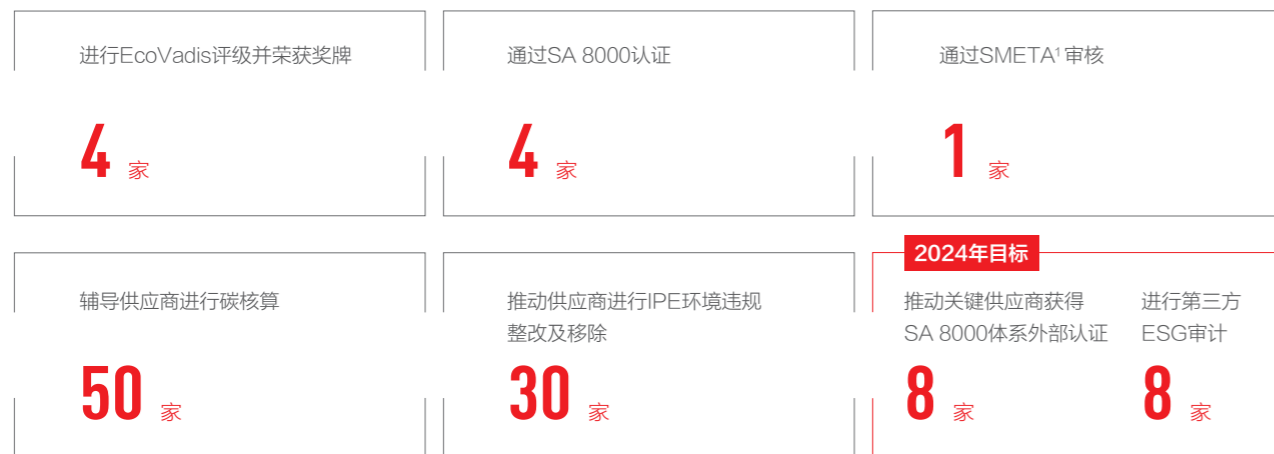 进行EcoVadis评级并荣获奖牌
4 家
通过SA 8000认证
4 家
通过SMETA¹审核
1 家
辅导供应商进行碳核算
50 家
推动供应商进行IPE环境违规
整改及移除
30 家
2024年目标
推动关键供应商获得
SA 8000体系外部认证
8 家
进行第三方
ESG审计
8 家